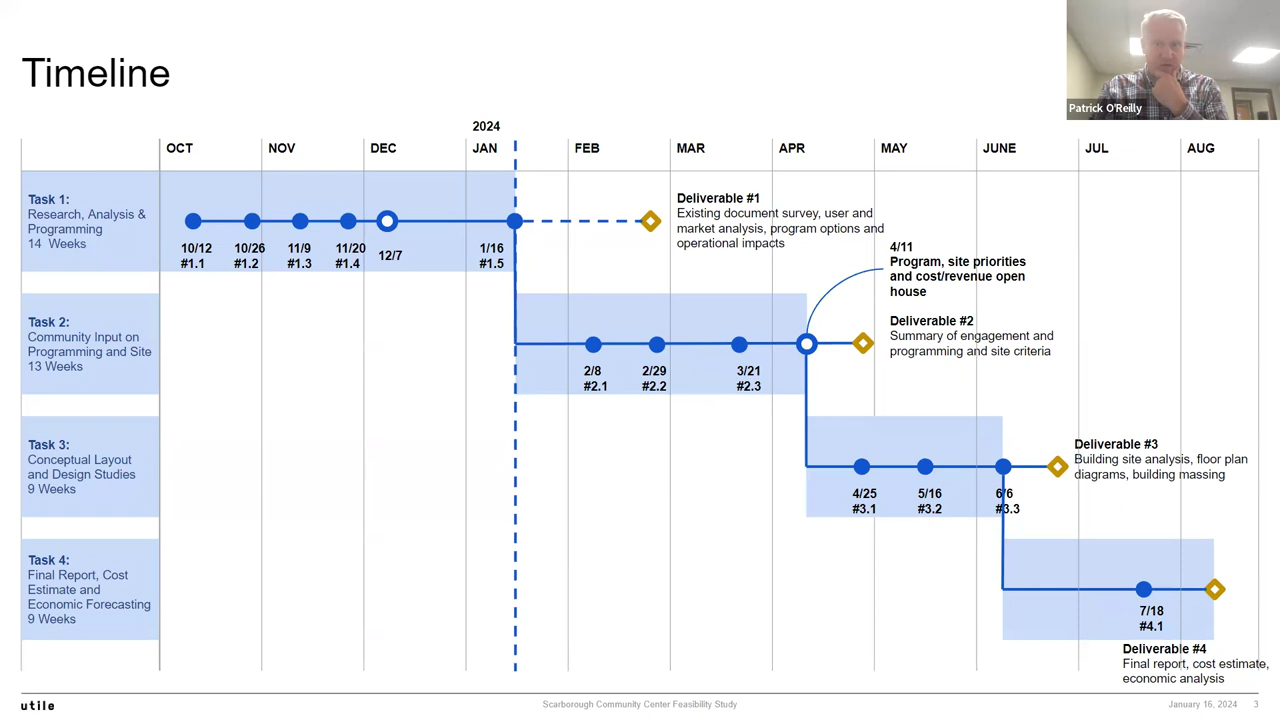 Timeline
Patrick O'Reilly
2024
OCT NOV DEC JAN FEB MAR APR MAY JUNE JUL AUG
Task 1:
Research, Analysis &
Programming
14 Weeks
10/12
#1.1
10/26
#1.2
11/9
#1.3
11/20
#1.4
12/7
1/16
#1.5
Deliverable #1
Existing document survey, user and
market analysis, program options and
operational impacts
4/11
Program, site priorities
and cost/revenue open
house
Task 2:
Community Input on
Programming and Site
13 Weeks
2/8
#2.1
2/29
#2.2
3/21
#2.3
Deliverable #2
Summary of engagement and
programming and site criteria
Task 3:
Conceptual Layout
and Design Studies
9 Weeks
4/25
#3.1
5/16
#3.2
6/6
#3.3
Deliverable #3
Building site analysis, floor plan
diagrams, building massing
Task 4:
Final Report, Cost
Estimate and
Economic Forecasting
9 Weeks
7/18
#4.1
Deliverable #4
Final report, cost estimate,
economic analysis
utile
Scarborough Community Center Feasibility Study
January 16, 2024 3